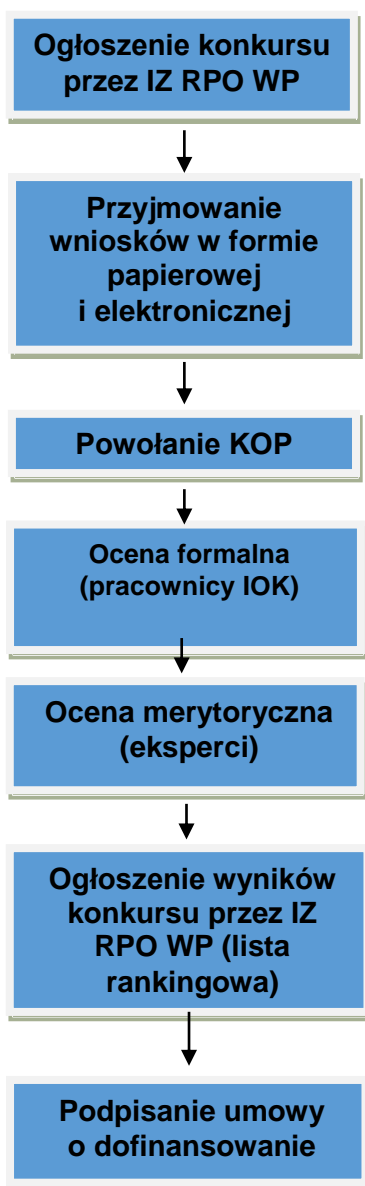 Ogłoszenie konkursu
przez IZ RPO WP
Przyjmowanie
wniosków w formie
papierowej
i elektronicznej
Powołanie KOP
Ocena formalna
(pracownicy IOK)
Ocena merytoryczna
(eksperci)
Ogłoszenie wyników
konkursu przez IZ
RPO WP (lista
rankingowa)
Podpisanie umowy
o dofinansowanie